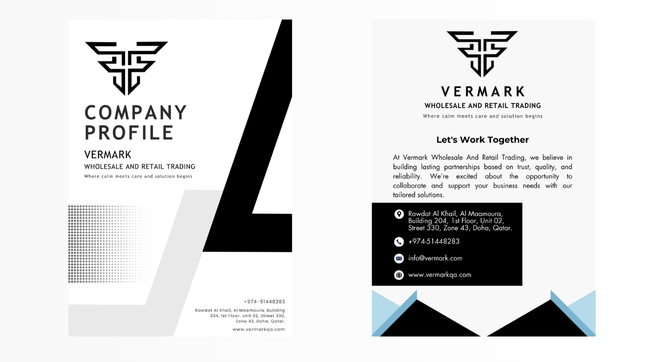 COMPANY
PROFILE
VERMARK
WHOLESALE AND RETAIL TRADING
Where calm meets care and solution begins
+974-51448283
Rawdat Al Khail, Al Maamoura, Building
204, 1st Floor, Unit 02, Street 330,
Zone 43, Doha, Qatar.
www.vermarkqa.com
VERMARK
WHOLESALE AND RETAIL TRADING
Where calm meets care and solution begins
Let's Work Together
At Vermark Wholesale And Retail Trading, we believe in
building lasting partnerships based on trust, quality, and
reliability. We're excited about the opportunity to
collaborate and support your business needs with our
tailored solutions.
Rawdat Al Khail, Al Maamoura,
Building 204, 1st Floor, Unit 02,
Street 330, Zone 43, Doha, Qatar.
+974-51448283
info@vermark.com
www.vermarkqa.com